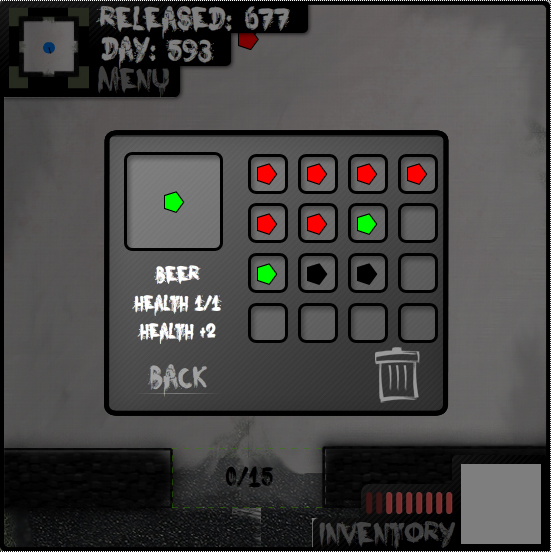 RELEASED: 677
DAY: 593
MENU
BEER
HEALTH 1/1
HEALTH +2
BACK
0/15
INVENTORY